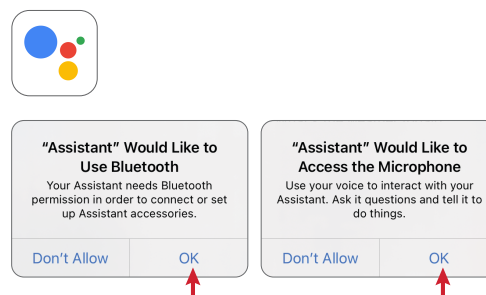 “Assistant” Would Like to
Use Bluetooth
Your Assistant needs Bluetooth
permission in order to connect or set
up Assistant accessories.
Don’t Allow
OK
“Assistant” Would Like to
Access the Microphone
Use your voice to interact with your
Assistant. Ask it questions and tell it to
do things.
Don’t Allow
OK